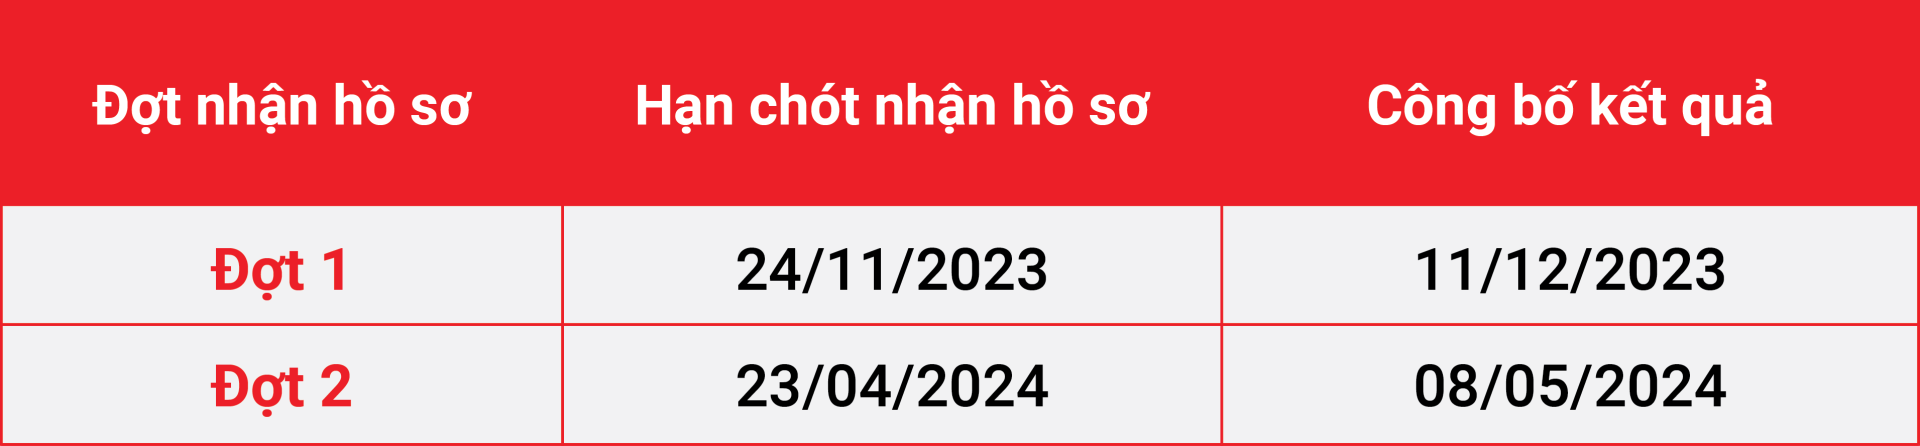 Đợt nhận hồ sơ Hạn chót nhận hồ sơ Công bố kết quả
Đợt 1 24/11/2023 11/12/2023
Đợt 2 23/04/2024 08/05/2024